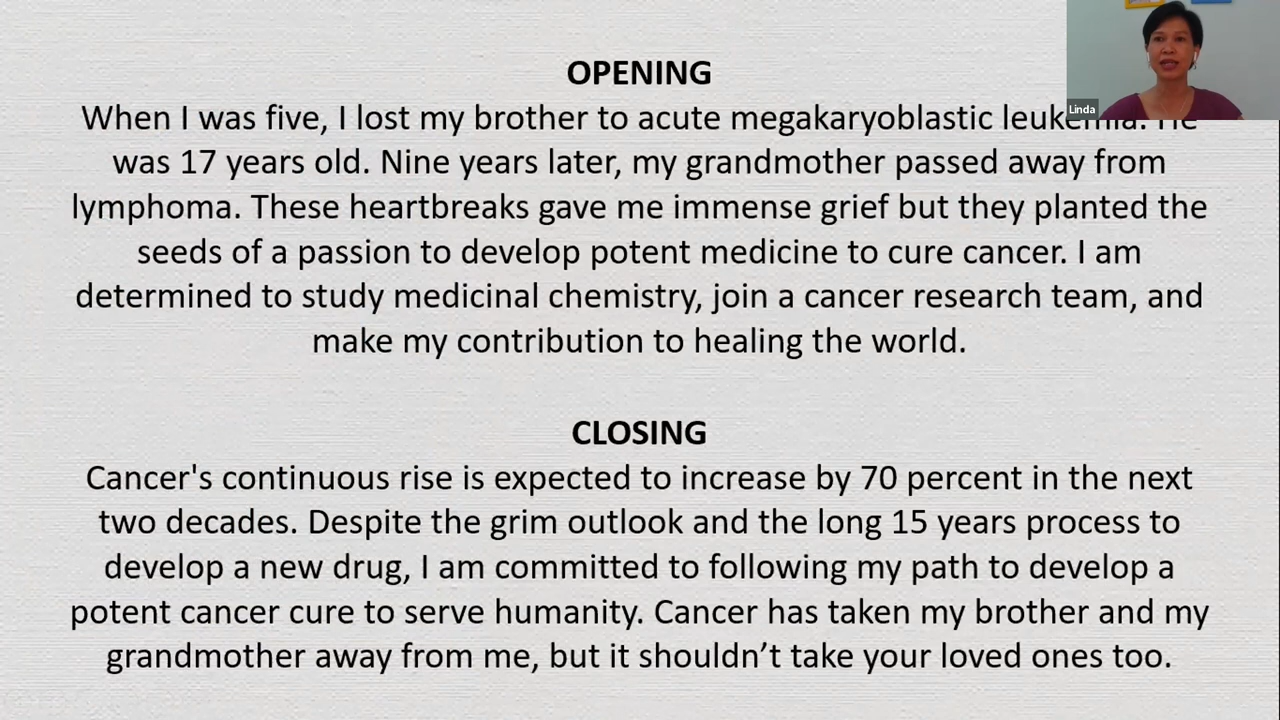 OPENING
Linda
When I was five, I lost my brother to acute megakaryoblastic leukemia. He
was 17 years old. Nine years later, my grandmother passed away from
lymphoma. These heartbreaks gave me immense grief but they planted the
seeds of a passion to develop potent medicine to cure cancer. I am
determined to study medicinal chemistry, join a cancer research team, and
make my contribution to healing the world.
CLOSING
Cancer's continuous rise is expected to increase by 70 percent in the next
two decades. Despite the grim outlook and the long 15 years process to
develop a new drug, I am committed to following my path to develop a
potent cancer cure to serve humanity. Cancer has taken my brother and my
grandmother away from me, but it shouldn’t take your loved ones too.